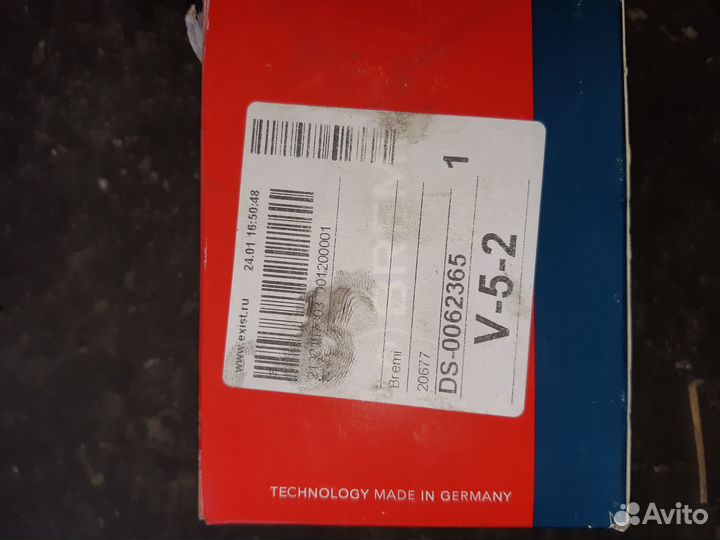 www.exist.ru 24.01 16:50:48
001200001
Bremi
20677
DS-0062365 1
V-5-2
TECHNOLOGY MADE IN GERMANY
Avito